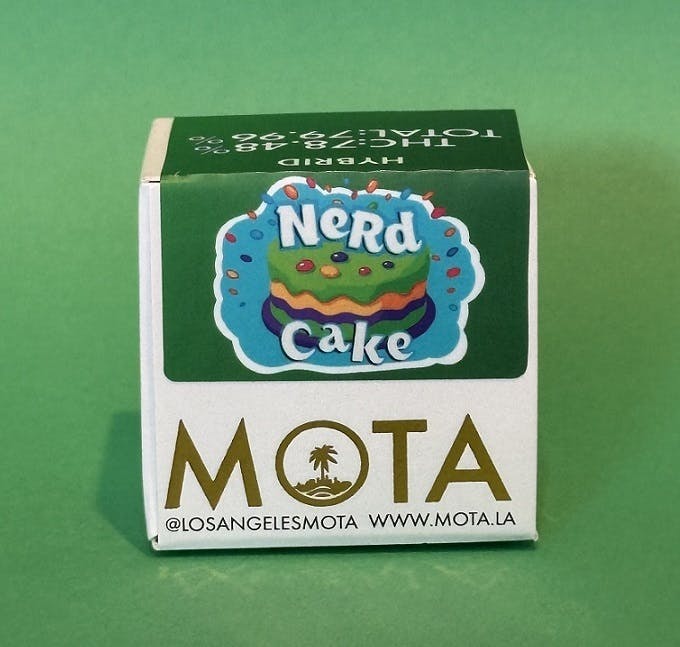 HYBRID
THC:78.48%
TOTAL:79.96%
NeRd
Cake
MOTA
@LOSANGELESMOTA WWW.MOTA.LA